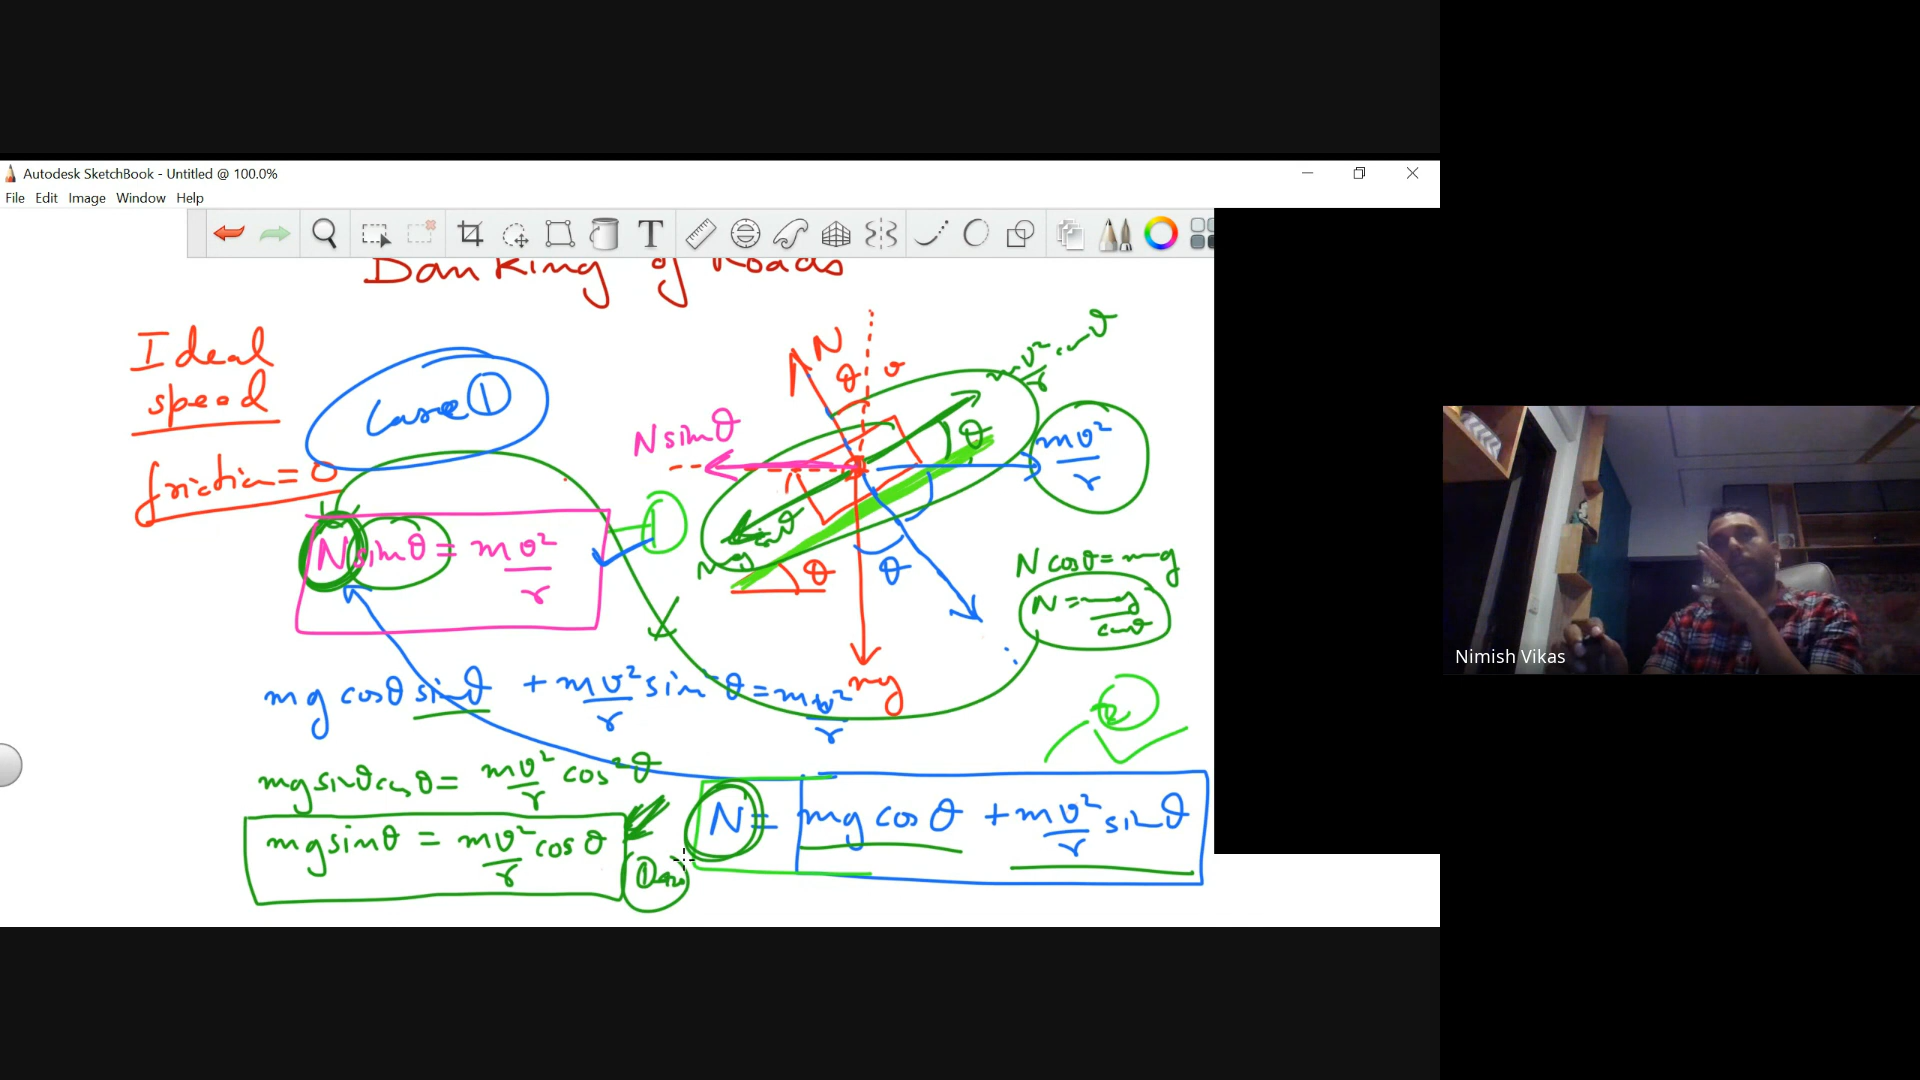 Autodesk SketchBook - Untitled @ 100.0%
File Edit Image Window Help
T
Banking of Roads
Ideal speed
Case 1
friction = 0
N
θ
N sinθ
θ
mv²/r
N sinθ = mv²/r
1
θ
θ
N cosθ = mg
N = mg/cosθ
mg
mg cosθ sinθ + mv²/r sin²θ = mv²/r
2
mg sinθ cosθ = mv²/r cos²θ
mg sinθ = mv²/r cosθ
N = mg cosθ + mv²/r sinθ
Nimish Vikas